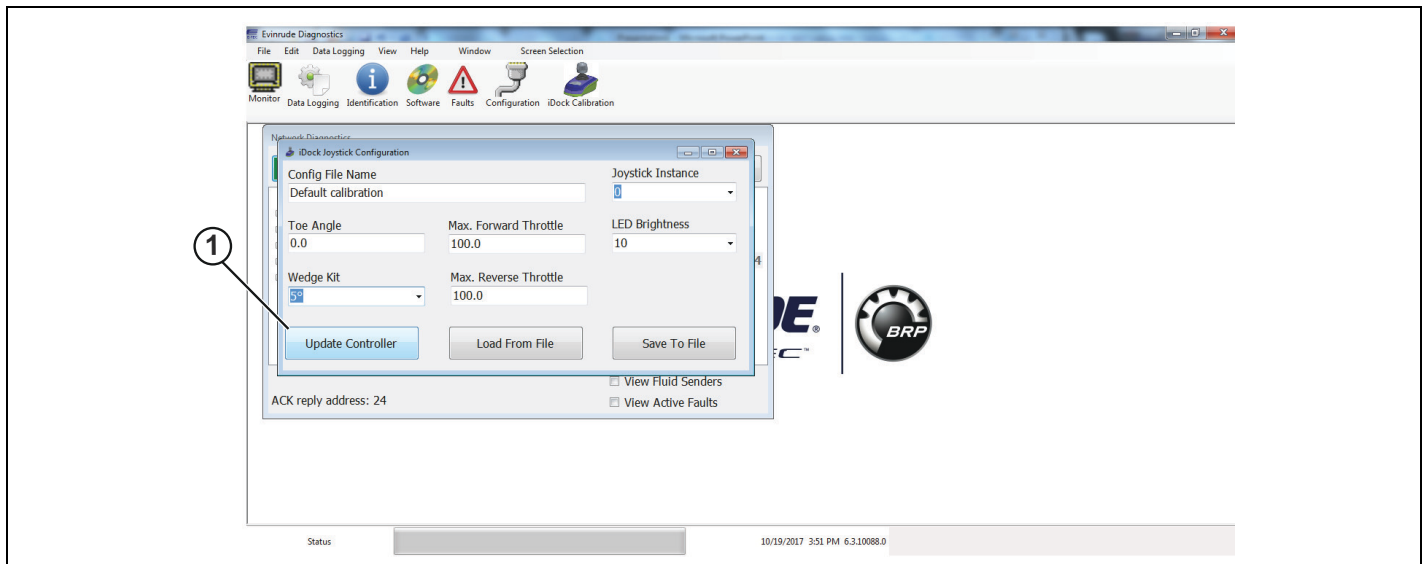 Evinrude Diagnostics
File Edit Data Logging View Help Window Screen Selection
Monitor Data Logging Identification Software Faults Configuration iDock Calibration
Network Diagnostics
iDock Joystick Configuration
Config File Name Joystick Instance
Default calibration 0
Toe Angle Max. Forward Throttle LED Brightness
0.0 100.0 10
4
1
Wedge Kit Max. Reverse Throttle
5° 100.0
Update Controller Load From File Save To File
DE®
BRP
EC™
View Fluid Senders
ACK reply address: 24 View Active Faults
Status 10/19/2017 3:51 PM 6.3.10088.0